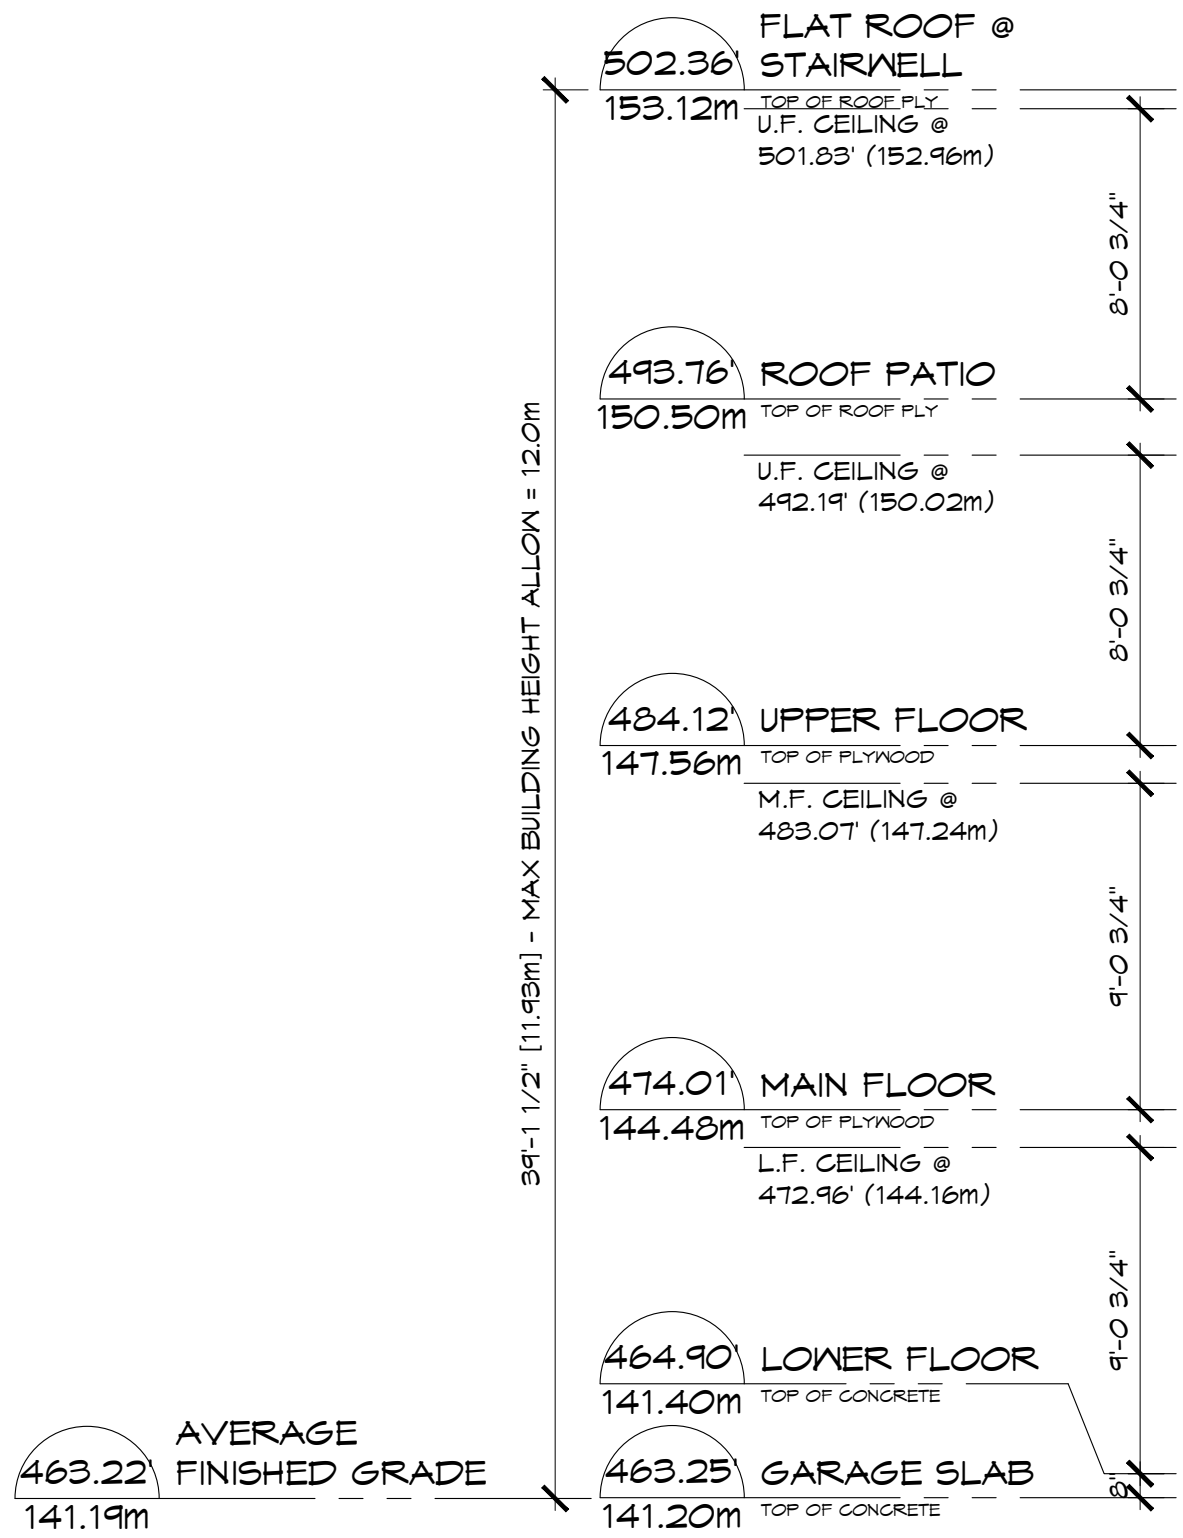 FLAT ROOF @
502.36' STAIRWELL
153.12m TOP OF ROOF PLY
U.F. CEILING @
501.83' (152.96m)
8'-0 3/4"
493.76' ROOF PATIO
150.50m TOP OF ROOF PLY
U.F. CEILING @
492.19' (150.02m)
8'-0 3/4"
39'-1 1/2" [11.93m] - MAX BUILDING HEIGHT ALLOW = 12.0m
484.12' UPPER FLOOR
147.56m TOP OF PLYWOOD
M.F. CEILING @
483.07' (147.24m)
9'-0 3/4"
474.01' MAIN FLOOR
144.48m TOP OF PLYWOOD
L.F. CEILING @
472.96' (144.16m)
9'-0 3/4"
464.90' LOWER FLOOR
141.40m TOP OF CONCRETE
AVERAGE
463.22' FINISHED GRADE
141.19m
463.25' GARAGE SLAB
141.20m TOP OF CONCRETE
8"